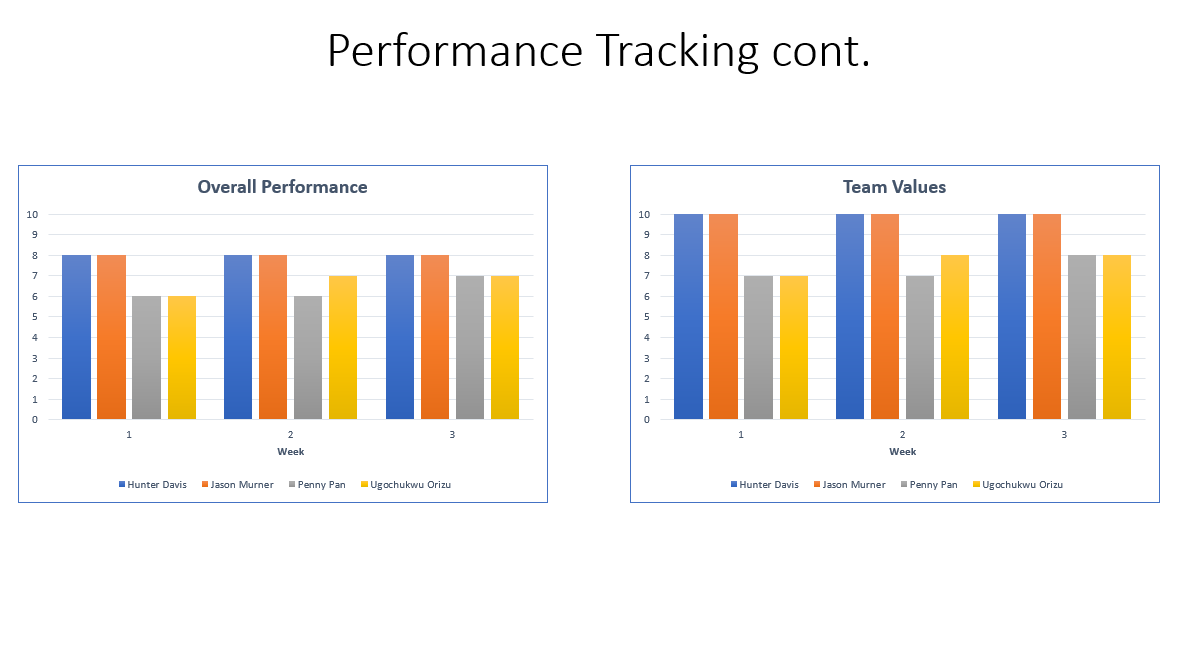 Performance Tracking cont.
Overall Performance
10
9
8
7
6
5
4
3
2
1
0
1 2 3
Week
Hunter Davis Jason Murner Penny Pan Ugochukwu Orizu
Team Values
10
9
8
7
6
5
4
3
2
1
0
1 2 3
Week
Hunter Davis Jason Murner Penny Pan Ugochukwu Orizu